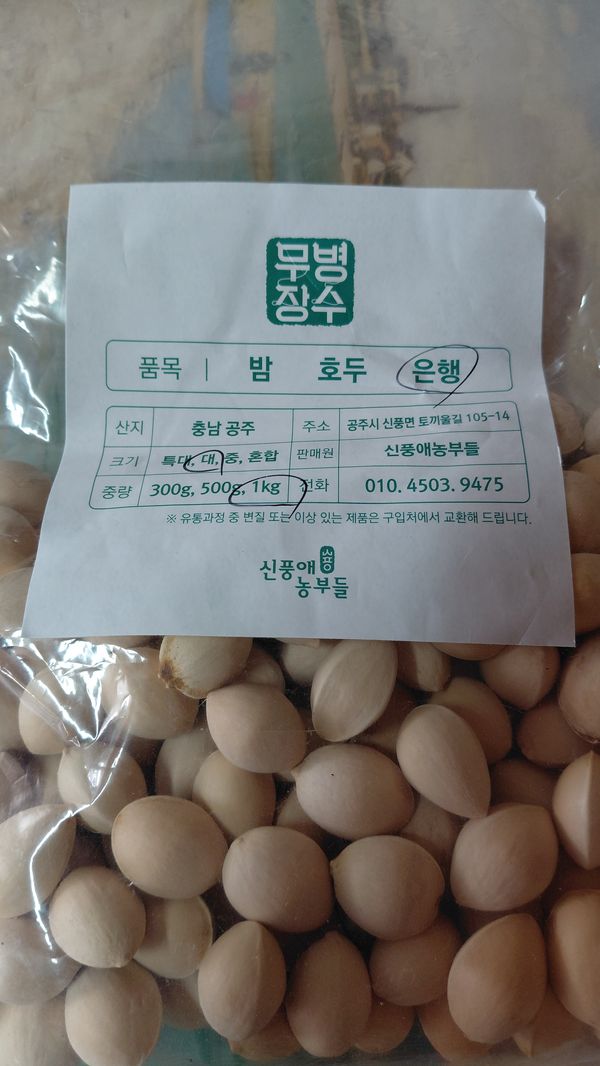 무병
장수
품목 | 밤 호두 은행
산지 충남 공주 주소 공주시 신풍면 토끼울길 105-14
크기 특대, 대, 중, 혼합 판매원 신풍애농부들
중량 300g, 500g, 1kg 전화 010. 4503. 9475
※ 유통과정 중 변질 또는 이상 있는 제품은 구입처에서 교환해 드립니다.
신풍애
농부들